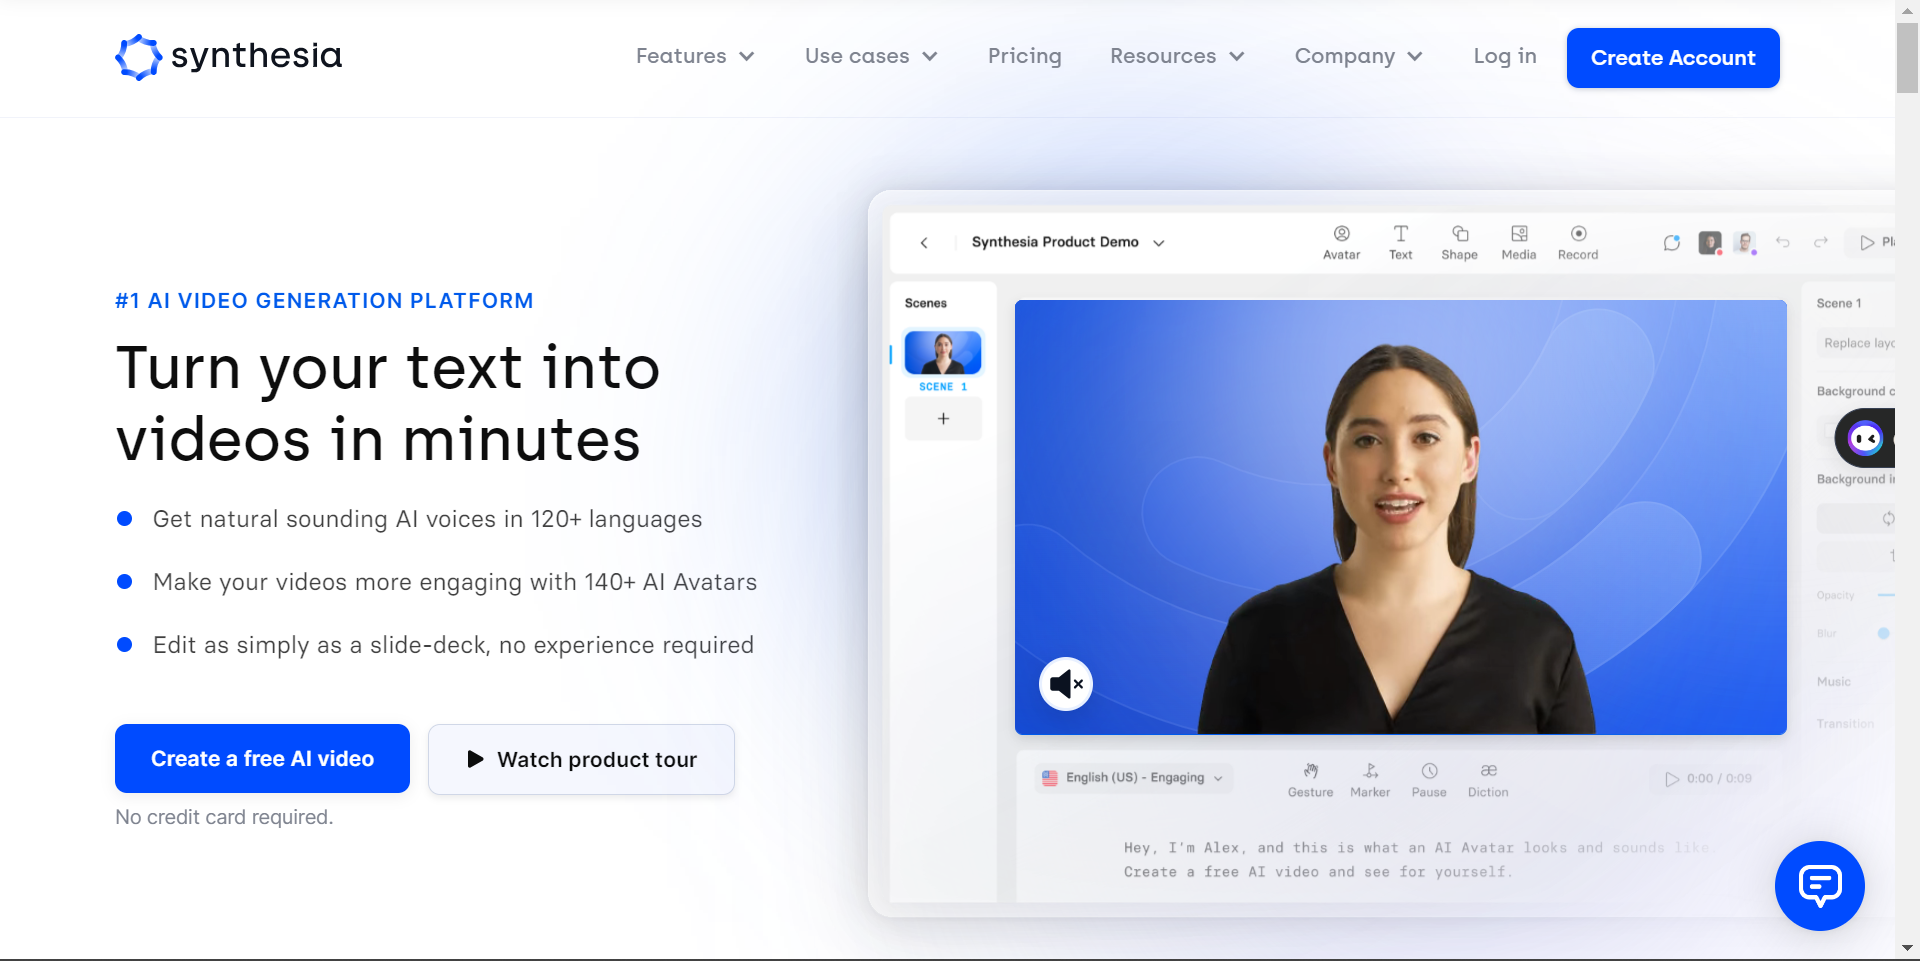 synthesia
Features
Use cases
Pricing
Resources
Company
Log in
Create Account
#1 AI VIDEO GENERATION PLATFORM
Turn your text into
videos in minutes
Get natural sounding AI voices in 120+ languages
Make your videos more engaging with 140+ AI Avatars
Edit as simply as a slide-deck, no experience required
Create a free AI video
Watch product tour
No credit card required.
Synthesia Product Demo
Avatar
Text
Shape
Media
Record
Scenes
SCENE 1
Scene 1
Replace
Background
Background
Opacity
Blur
Music
Transition
English (US) - Engaging
Gesture
Marker
Pause
Diction
0:00 / 0:09
Hey, I'm Alex, and this is what an AI Avatar looks and sounds like.
Create a free AI video and see for yourself.